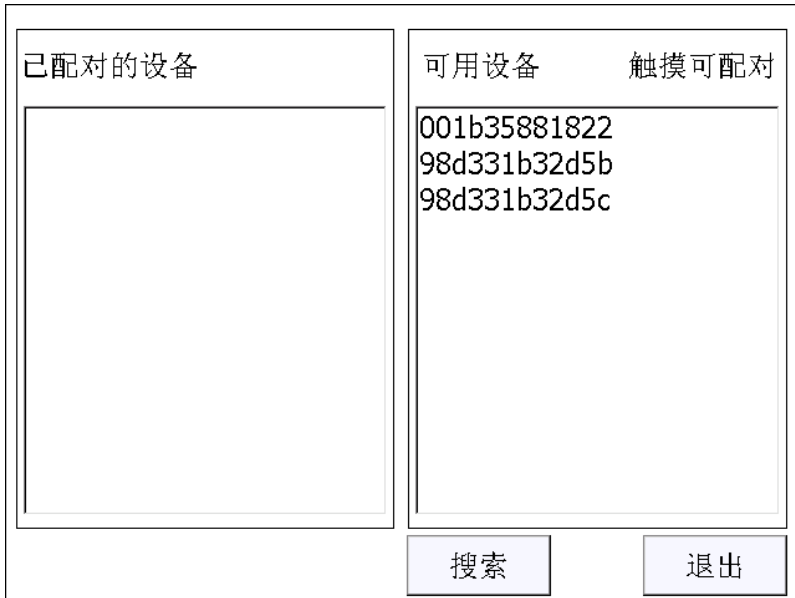 已配对的设备
可用设备 触摸可配对
001b35881822
98d331b32d5b
98d331b32d5c
搜索
退出